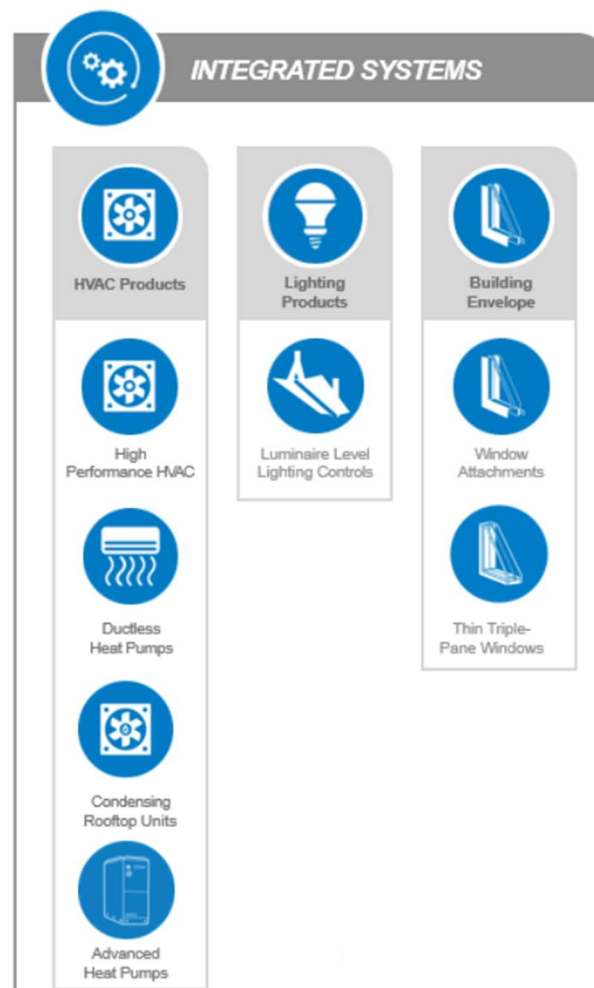 INTEGRATED SYSTEMS
HVAC Products
High
Performance HVAC
Ductless
Heat Pumps
Condensing
Rooftop Units
Advanced
Heat Pumps
Lighting
Products
Luminaire Level
Lighting Controls
Building
Envelope
Window
Attachments
Thin Triple-
Pane Windows